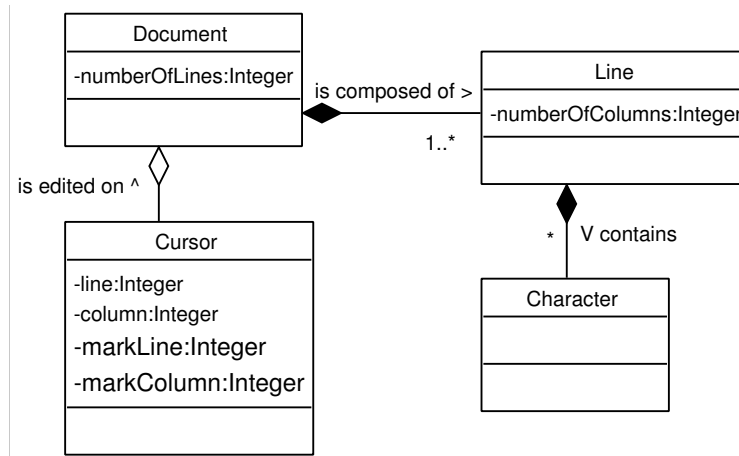 Document
-numberOfLines:Integer
is composed of >
1..*
Line
-numberOfColumns:Integer
is edited on ^
Cursor
-line:Integer
-column:Integer
-markLine:Integer
-markColumn:Integer
* V contains
Character